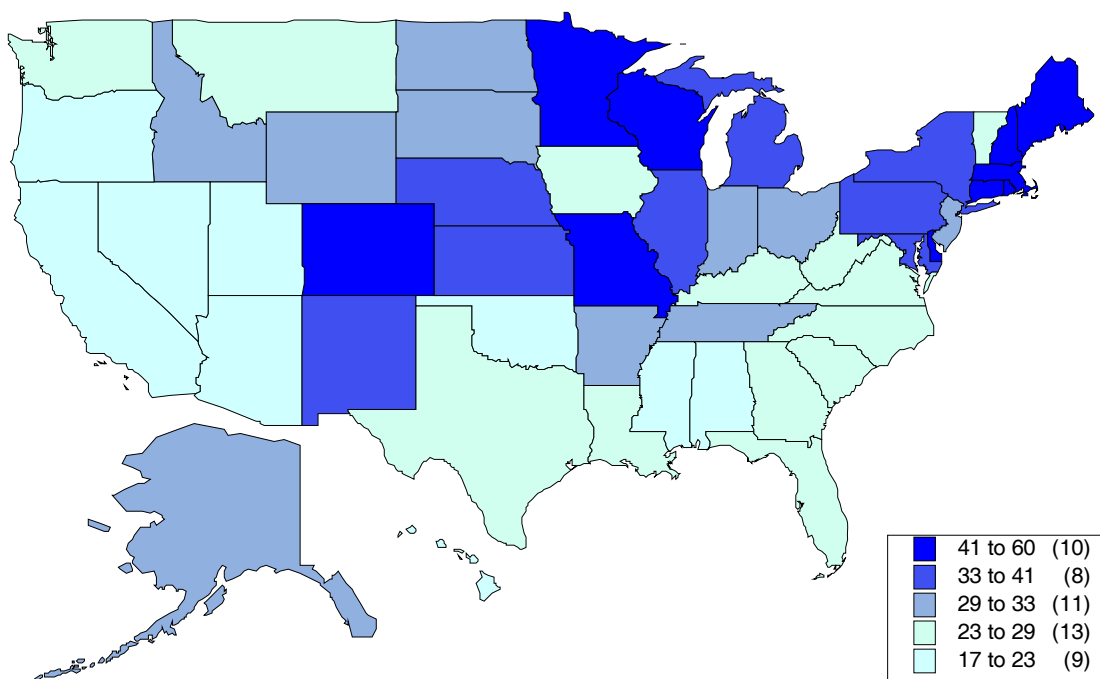 41 to 60 (10)
33 to 41 (8)
29 to 33 (11)
23 to 29 (13)
17 to 23 (9)